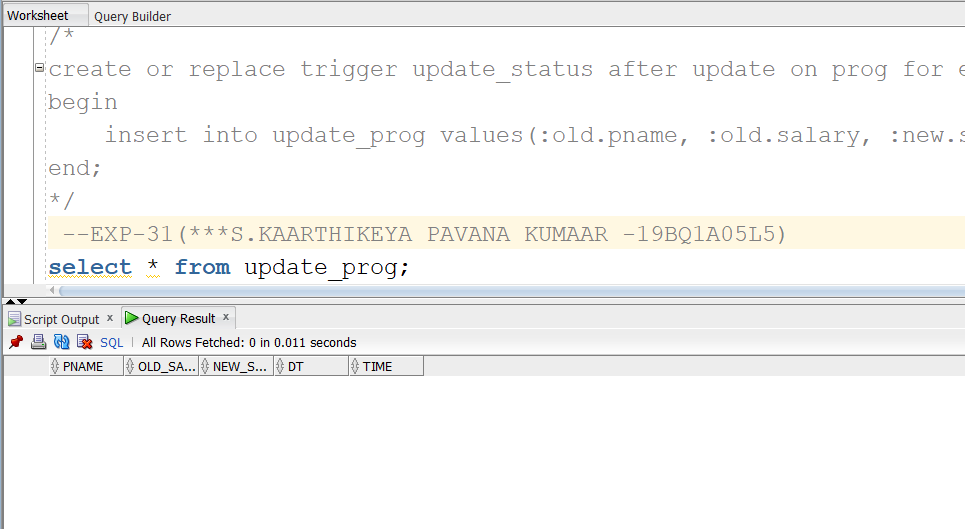 Worksheet Query Builder
/*
create or replace trigger update_status after update on prog for e
begin
insert into update_prog values(:old.pname, :old.salary, :new.s
end;
*/
--EXP-31(***S.KAARTHIKEYA PAVANA KUMAAR -19BQ1A05L5)
select * from update_prog;
Script Output x Query Result x
SQL | All Rows Fetched: 0 in 0.011 seconds
PNAME OLD_SA... NEW_S... DT TIME